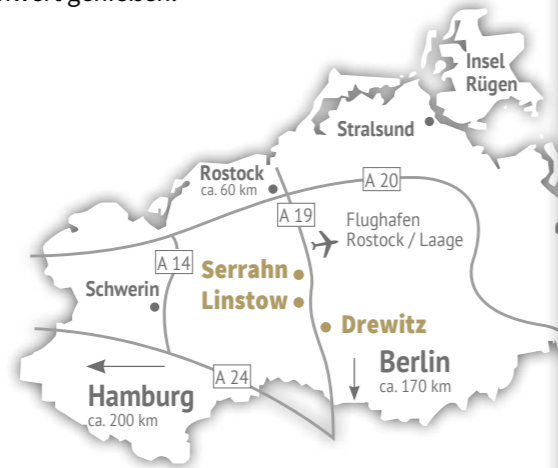 genießen.
Insel
Rügen
Stralsund
Rostock
ca. 60 km
A 20
A 19
Flughafen
Rostock / Laage
A 14
Serrahn
Schwerin
Linstow
Drewitz
Berlin
ca. 170 km
A 24
Hamburg
ca. 200 km